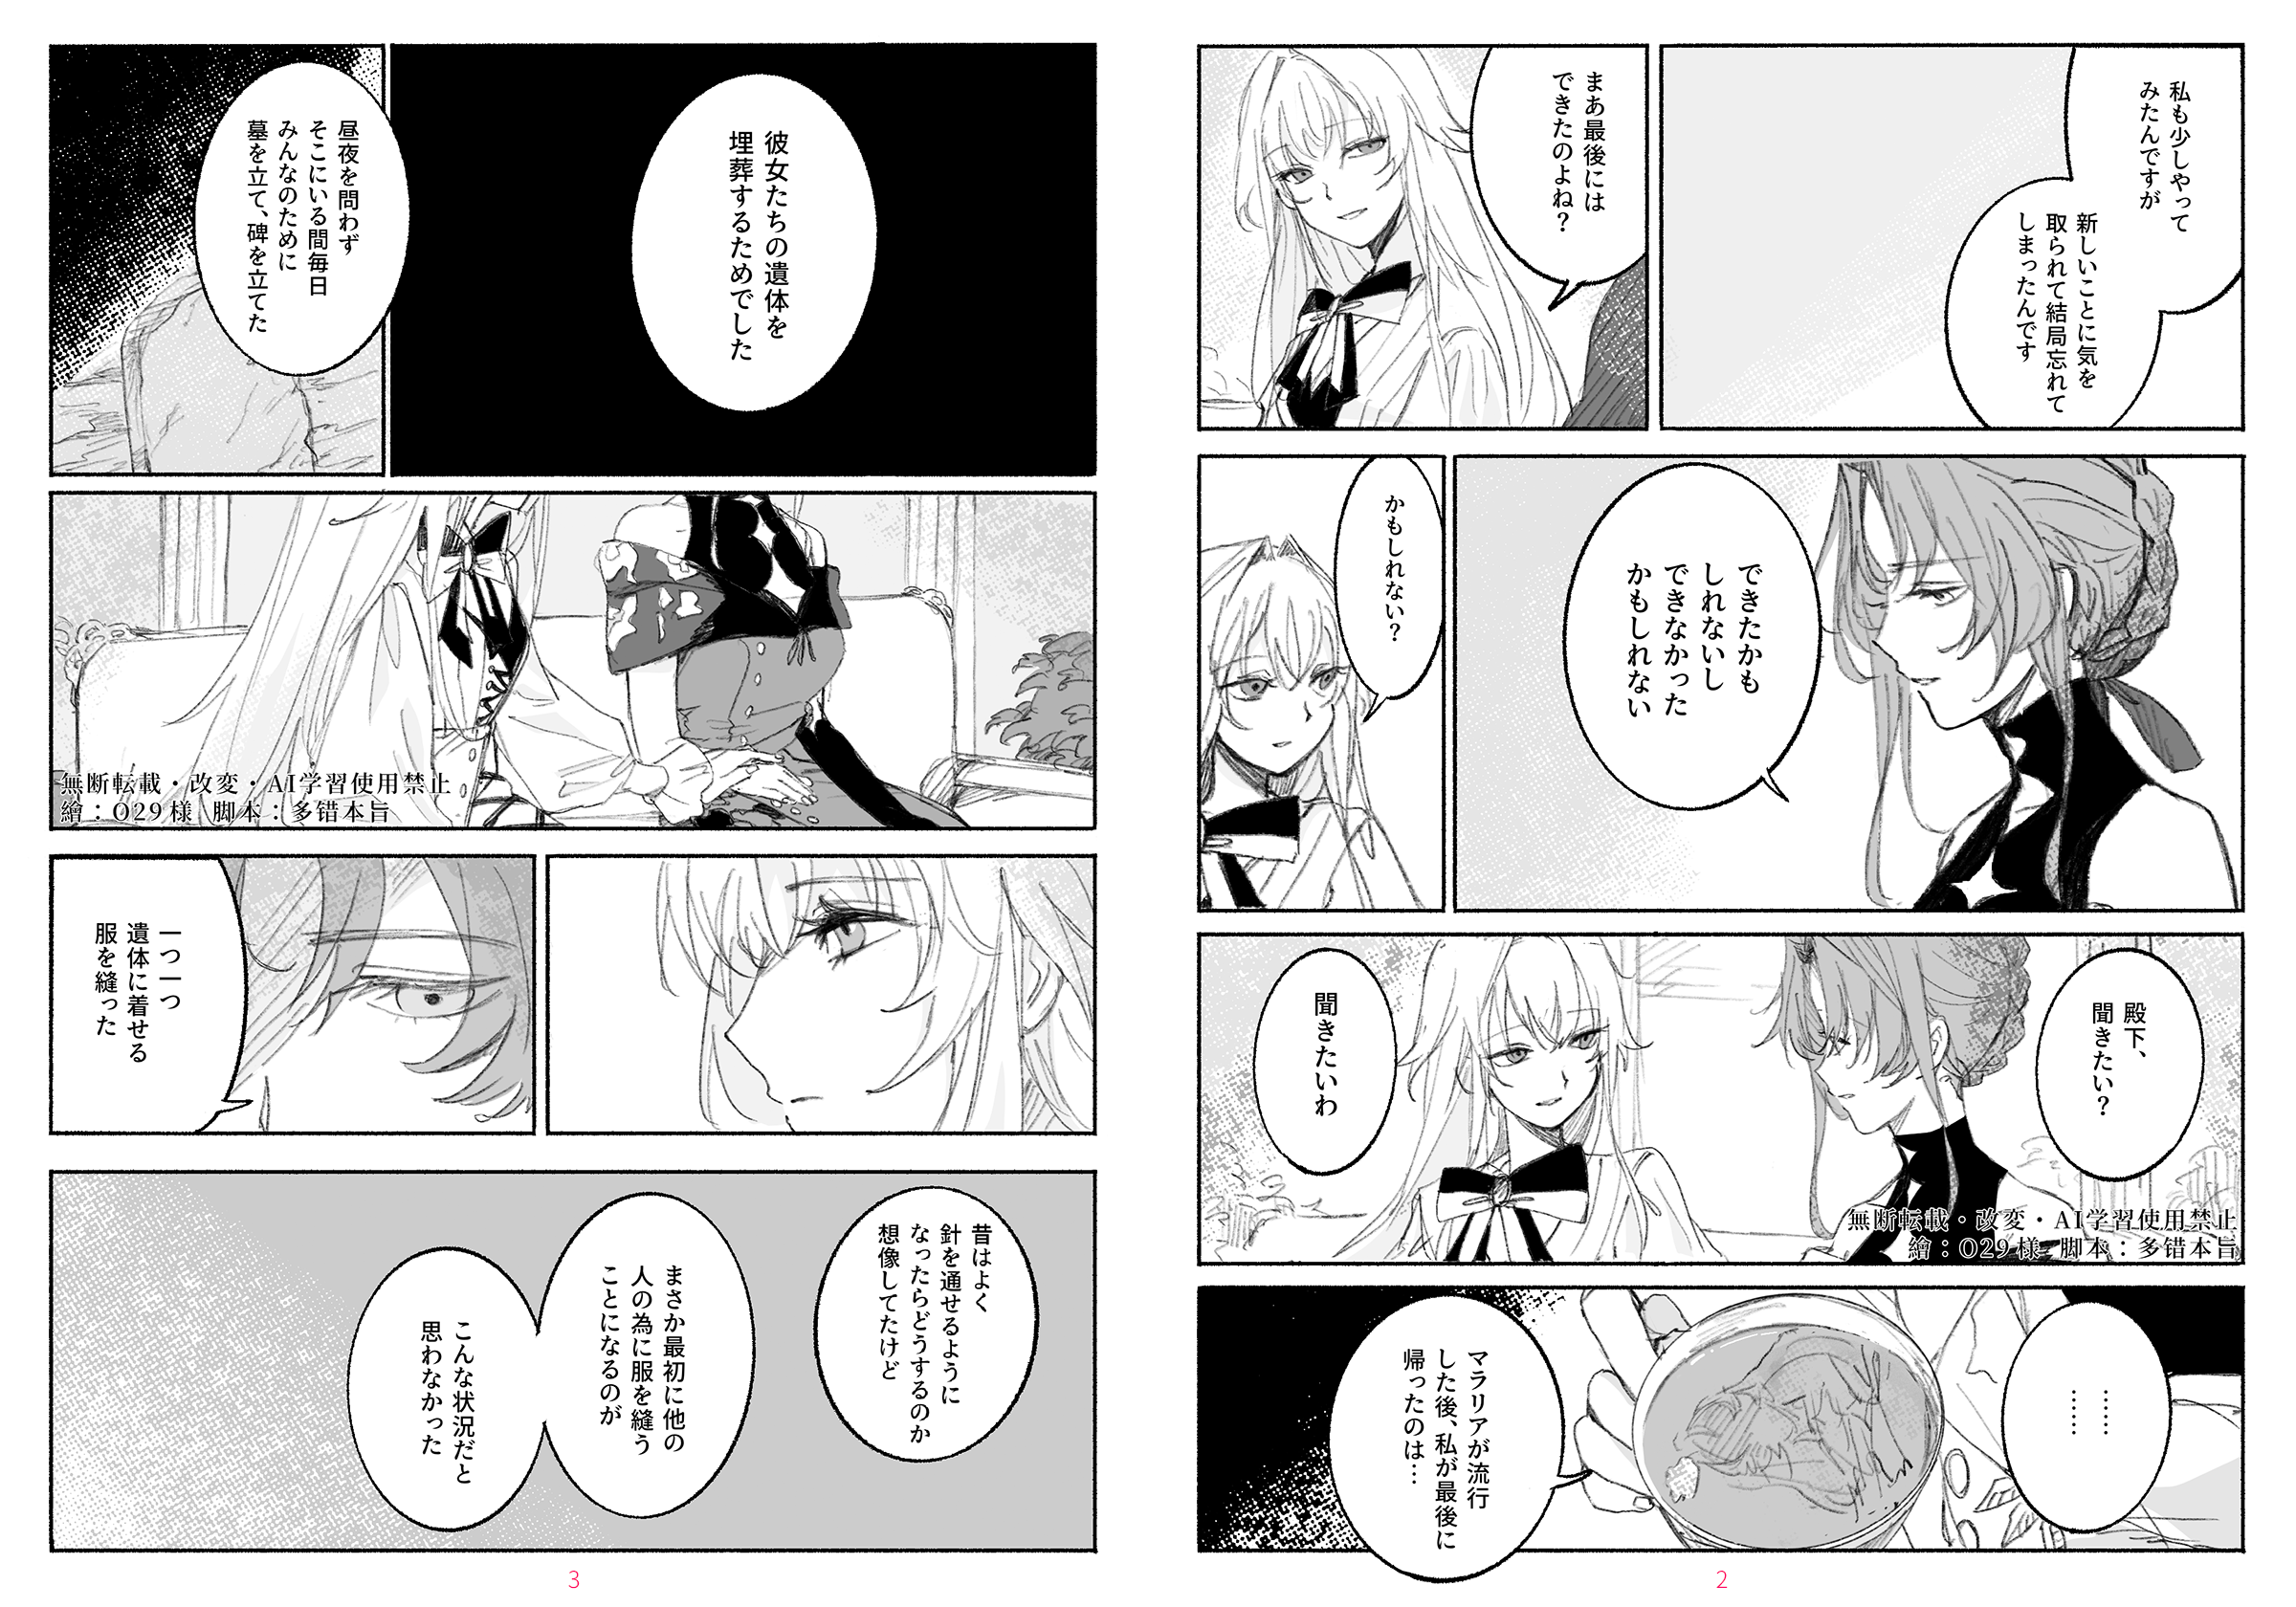 私も少しやって
みたんですが
新しいことに気を
取られて結局忘れて
しまったんです
まあ最後には
できたのよね？
できたかも
しれないし
できなかった
かもしれない
かもしれない？
殿下、
聞きたい？
聞きたいわ
無断転載・改変・AI学習使用禁止
繪：O29様 脚本：多错本旨
……
……
マラリアが流行
した後、私が最後に
帰ったのは…
2
彼女たちの遺体を
埋葬するためでした
昼夜を問わず
そこにいる間毎日
みんなのために
墓を立て、碑を立てた
無断転載・改変・AI学習使用禁止
繪：O29様 脚本：多错本旨
一つ一つ
遺体に着せる
服を縫った
昔はよく
針を通せるように
なったらどうするのか
想像してたけど
まさか最初に他の
人の為に服を縫う
ことになるのが
こんな状況だと
思わなかった
3